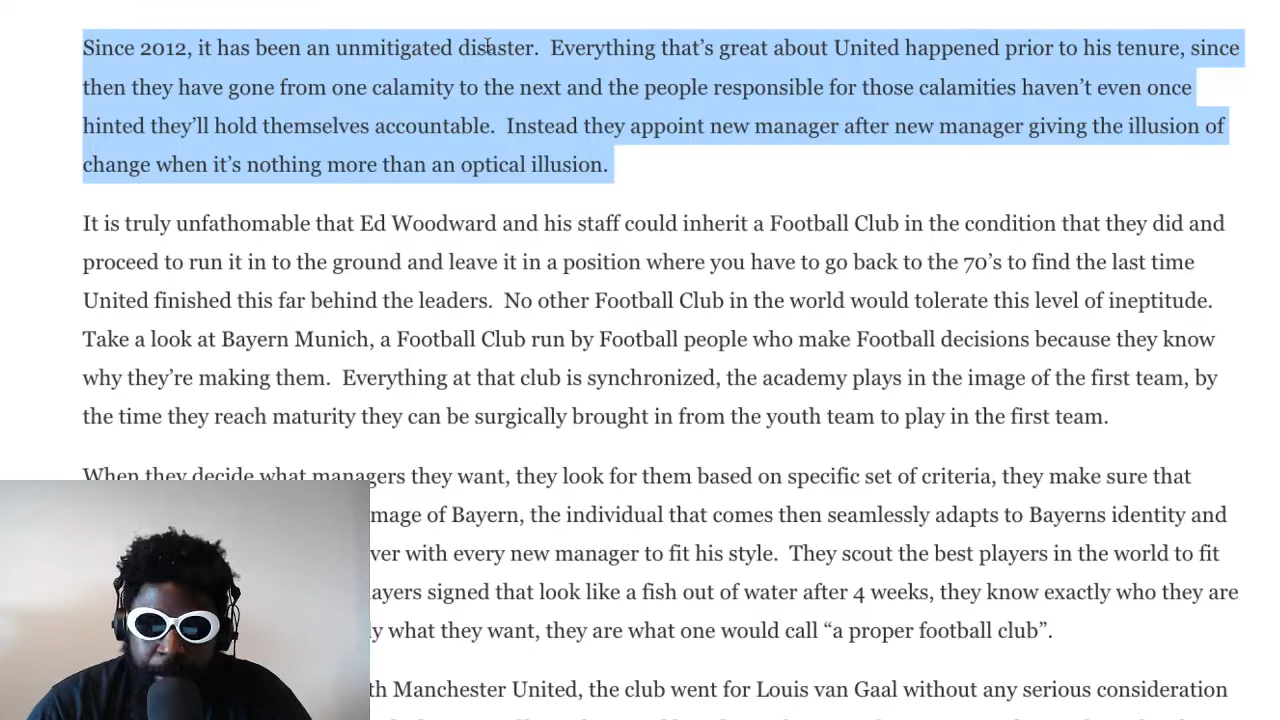 Since 2012, it has been an unmitigated disaster.  Everything that's great about United happened prior to his tenure, since
then they have gone from one calamity to the next and the people responsible for those calamities haven't even once
hinted they'll hold themselves accountable.  Instead they appoint new manager after new manager giving the illusion of
change when it's nothing more than an optical illusion.
It is truly unfathomable that Ed Woodward and his staff could inherit a Football Club in the condition that they did and
proceed to run it in to the ground and leave it in a position where you have to go back to the 70's to find the last time
United finished this far behind the leaders.  No other Football Club in the world would tolerate this level of ineptitude.
Take a look at Bayern Munich, a Football Club run by Football people who make Football decisions because they know
why they're making them.  Everything at that club is synchronized, the academy plays in the image of the first team, by
the time they reach maturity they can be surgically brought in from the youth team to play in the first team.
When they decide what managers they want, they look for them based on specific set of criteria, they make sure that
of Bayern, the individual that comes then seamlessly adapts to Bayerns identity and
with every new manager to fit his style.  They scout the best players in the world to fit
signed that look like a fish out of water after 4 weeks, they know exactly who they are
what they want, they are what one would call “a proper football club”.
Manchester United, the club went for Louis van Gaal without any serious consideration